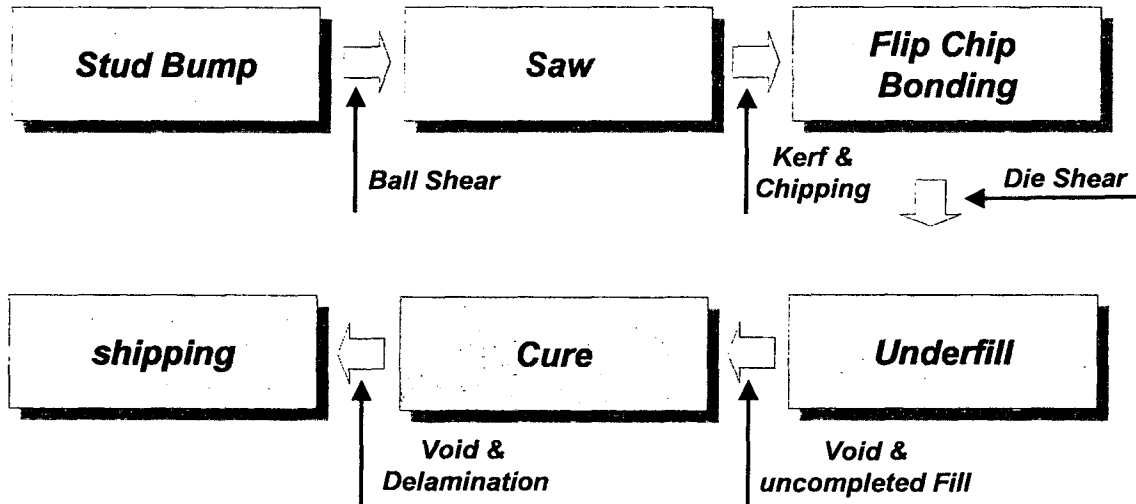 Stud Bump
Saw
Flip Chip
Bonding
Ball Shear
Kerf &
Chipping
Die Shear
shipping
Cure
Underfill
Void &
Delamination
Void &
uncompleted Fill